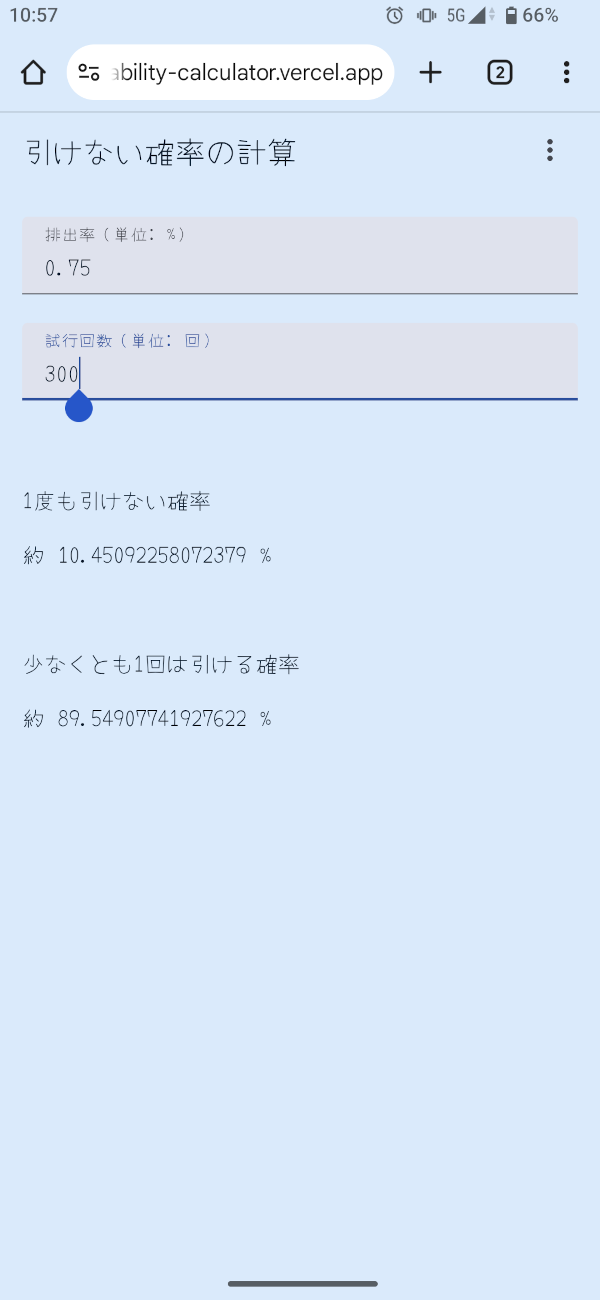 10:57 5G 66%
ability-calculator.vercel.app 2
引けない確率の計算
排出率(単位: %)
0.75
試行回数(単位: 回)
300
1度も引けない確率
約 10.45092258072379 %
少なくとも1回は引ける確率
約 89.54907741927622 %